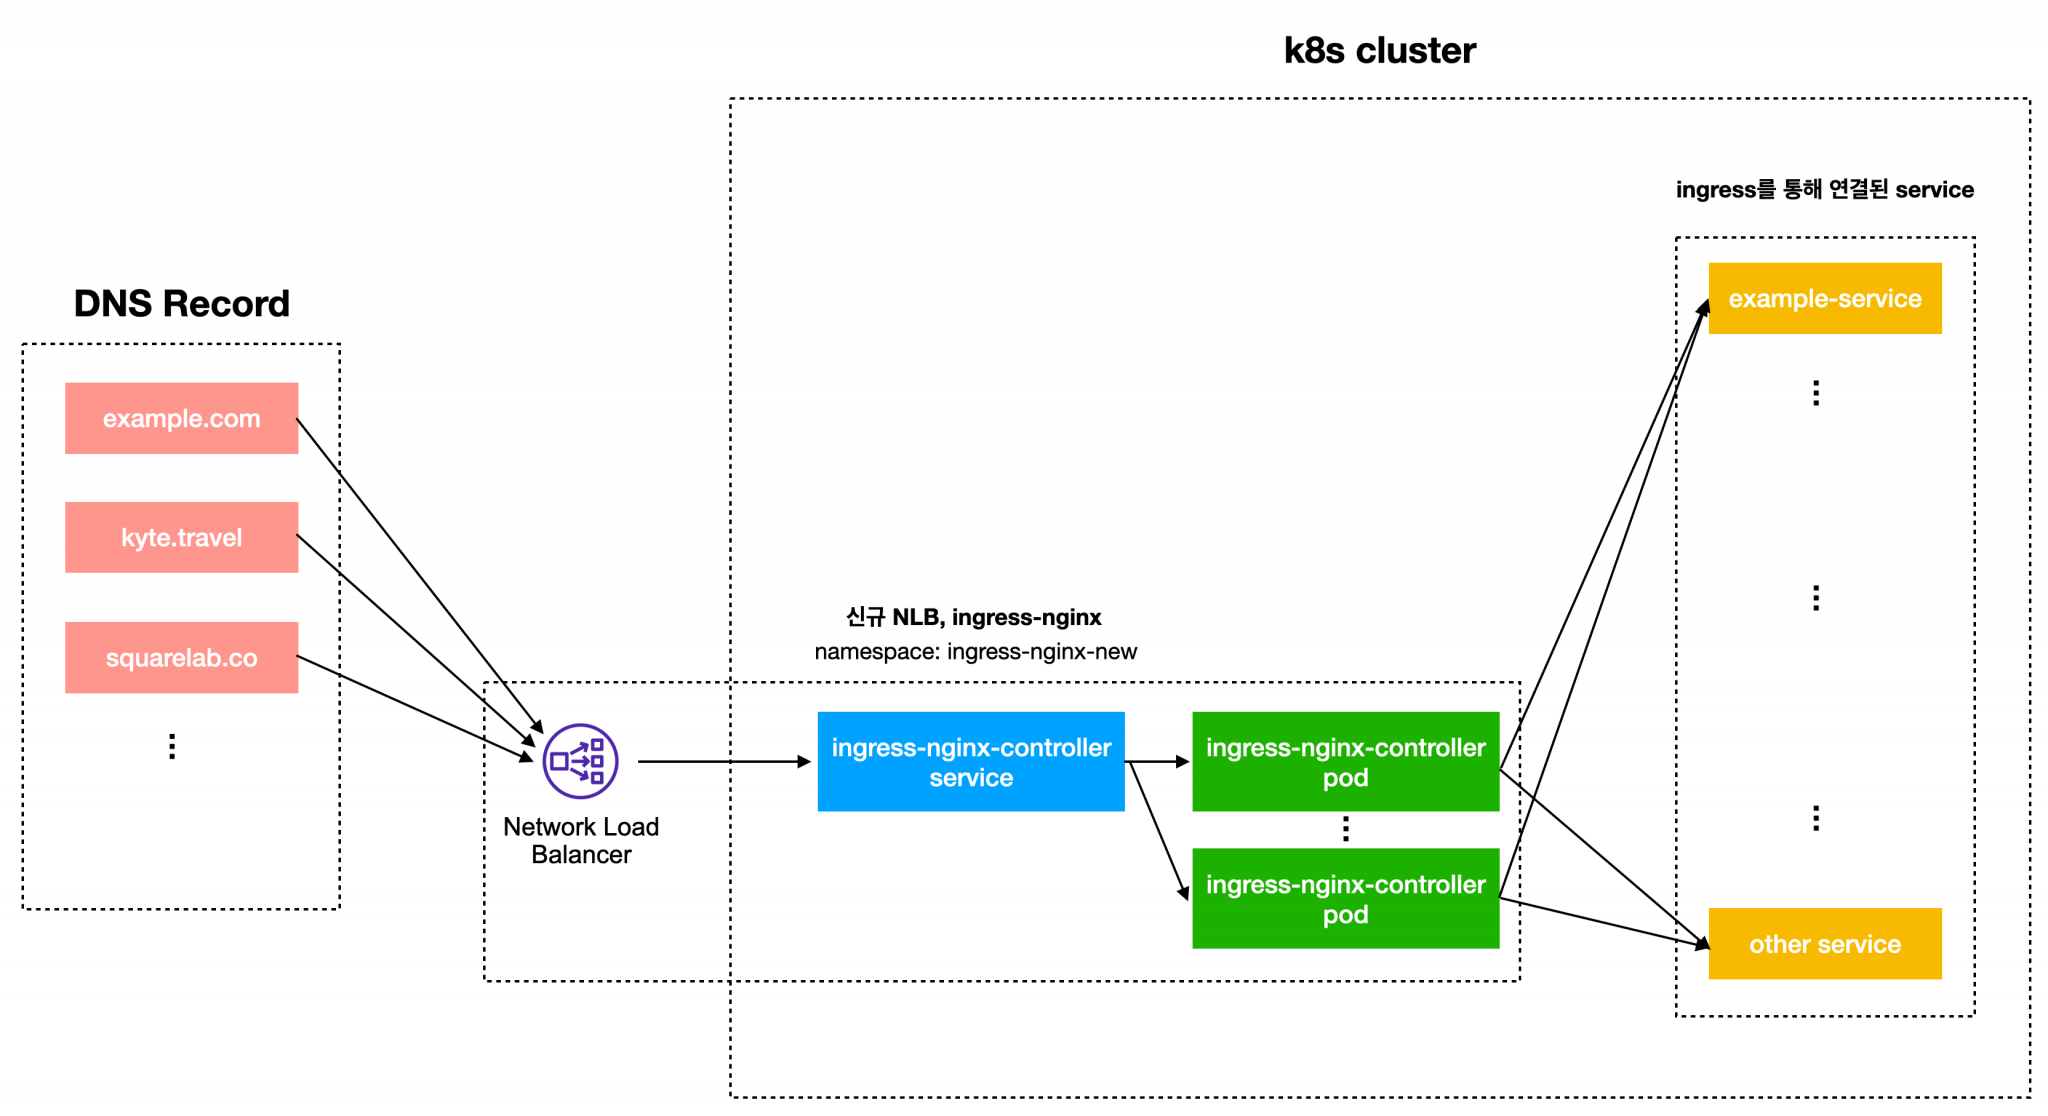 k8s cluster
ingress를 통해 연결된 service
example-service
DNS Record
example.com
kyte.travel
squarelab.co
신규 NLB, ingress-nginx
namespace: ingress-nginx-new
Network Load
Balancer
ingress-nginx-controller
service
ingress-nginx-controller
pod
ingress-nginx-controller
pod
other service